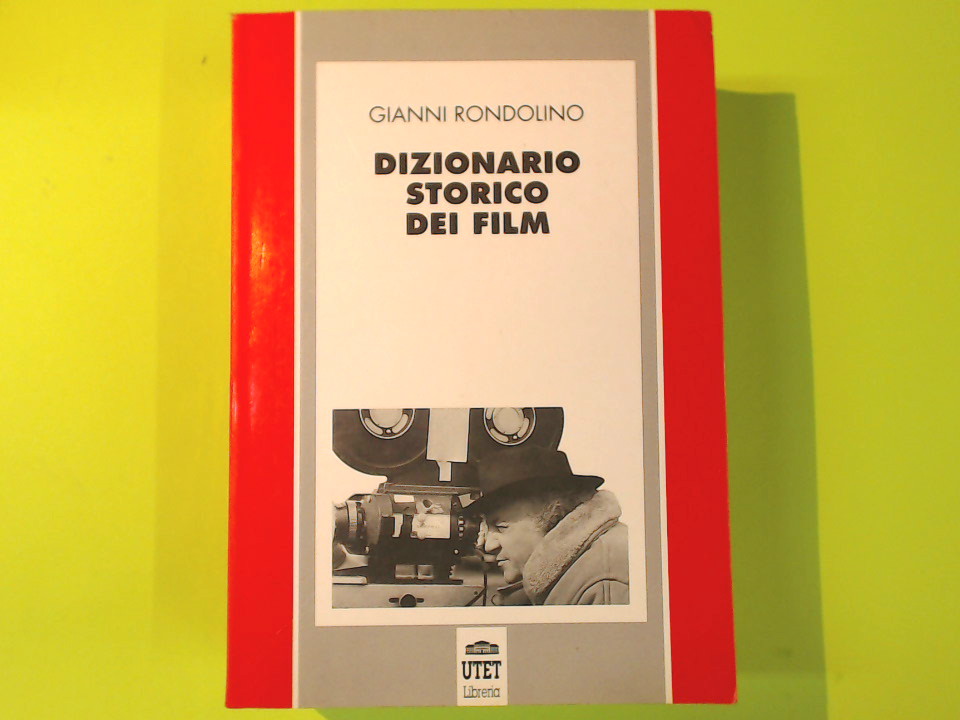 GIANNI RONDOLINO
DIZIONARIO
STORICO
DEI FILM
UTET
Libreria